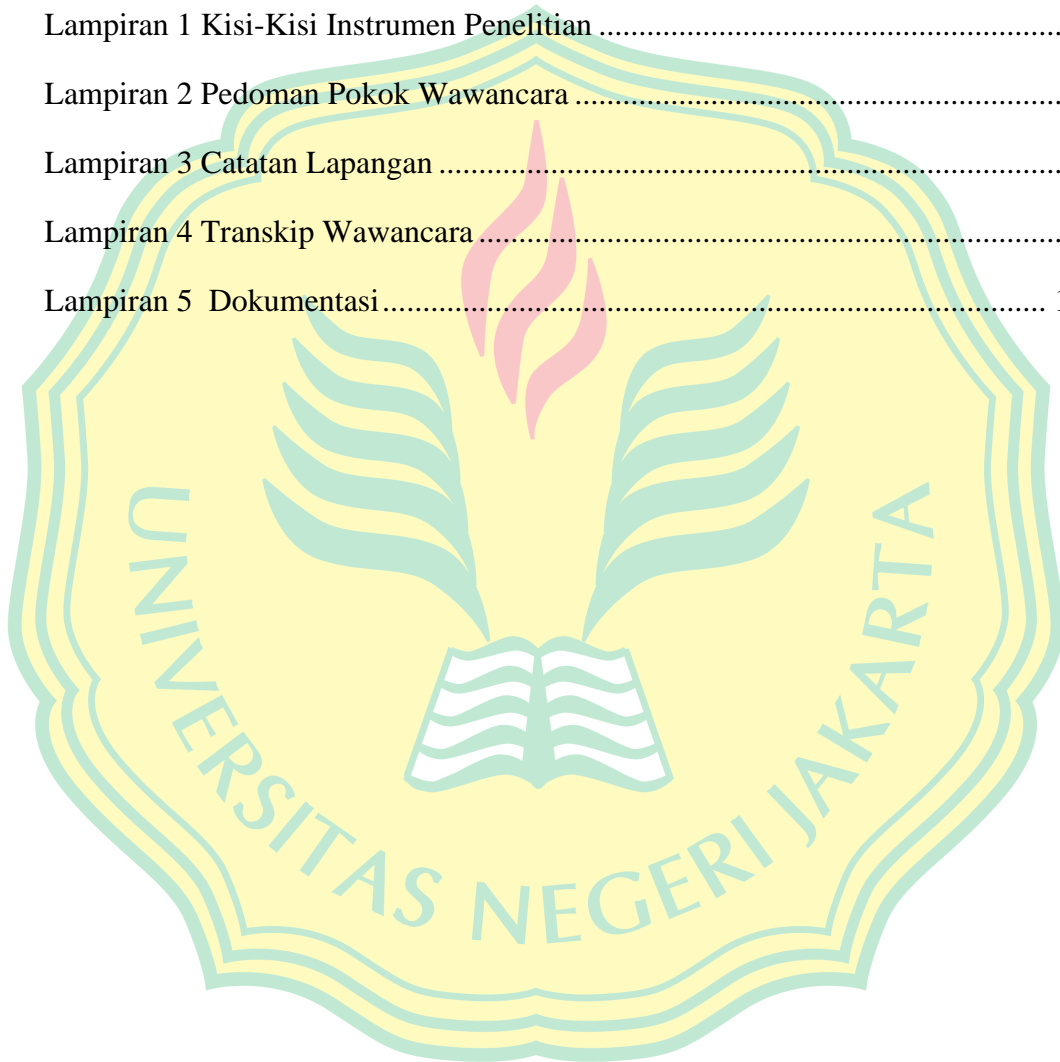 Lampiran 1 Kisi-Kisi Instrumen Penelitian ..........................................................
Lampiran 2 Pedoman Pokok Wawancara .............................................................
Lampiran 3 Catatan Lapangan ..............................................................................
Lampiran 4 Transkip Wawancara .........................................................................
Lampiran 5  Dokumentasi ....................................................................................
UNIVERSITAS NEGERI JAKARTA